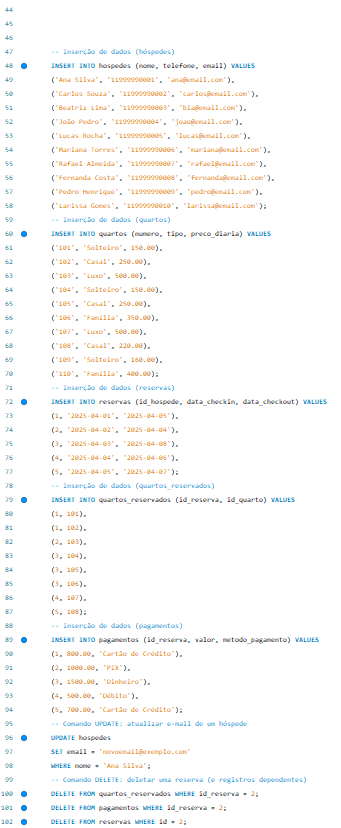 44
45
46
47 -- inserção de dados (hóspedes)
48 INSERT INTO hospedes (nome, telefone, email) VALUES
49 ('Ana Silva', '11999990001', 'ana@email.com'),
50 ('Carlos Souza', '11999990002', 'carlos@email.com'),
51 ('Beatriz Lima', '11999990003', 'bia@email.com'),
52 ('João Pedro', '11999990004', 'joao@email.com'),
53 ('Lucas Rocha', '11999990005', 'lucas@email.com'),
54 ('Mariana Torres', '11999990006', 'mariana@email.com'),
55 ('Rafael Almeida', '11999990007', 'rafael@email.com'),
56 ('Fernanda Costa', '11999990008', 'fernanda@email.com'),
57 ('Pedro Henrique', '11999990009', 'pedro@email.com'),
58 ('Larissa Gomes', '11999990010', 'larissa@email.com');
59 -- inserção de dados (quartos)
60 INSERT INTO quartos (numero, tipo, preco_diaria) VALUES
61 ('101', 'Solteiro', 150.00),
62 ('102', 'Casal', 250.00),
63 ('103', 'Luxo', 500.00),
64 ('104', 'Solteiro', 150.00),
65 ('105', 'Casal', 250.00),
66 ('106', 'Família', 350.00),
67 ('107', 'Luxo', 500.00),
68 ('108', 'Casal', 220.00),
69 ('109', 'Solteiro', 160.00),
70 ('110', 'Família', 400.00);
71 -- inserção de dados (reservas)
72 INSERT INTO reservas (id_hospede, data_checkin, data_checkout) VALUES
73 (1, '2025-04-01', '2025-04-05'),
74 (2, '2025-04-02', '2025-04-04'),
75 (3, '2025-04-03', '2025-04-08'),
76 (4, '2025-04-04', '2025-04-06'),
77 (5, '2025-04-05', '2025-04-07');
78 -- inserção de dados (quartos_reservados)
79 INSERT INTO quartos_reservados (id_reserva, id_quarto) VALUES
80 (1, 101),
81 (1, 102),
82 (2, 103),
83 (3, 104),
84 (3, 105),
85 (3, 106),
86 (4, 107),
87 (5, 108);
88 -- inserção de dados (pagamentos)
89 INSERT INTO pagamentos (id_reserva, valor, metodo_pagamento) VALUES
90 (1, 800.00, 'Cartão de Crédito'),
91 (2, 1000.00, 'PIX'),
92 (3, 1500.00, 'Dinheiro'),
93 (4, 500.00, 'Débito'),
94 (5, 700.00, 'Cartão de Crédito');
95 -- Comando UPDATE: atualizar e-mail de um hóspede
96 UPDATE hospedes
97 SET email = 'novoemail@exemplo.com'
98 WHERE nome = 'Ana Silva';
99 -- Comando DELETE: deletar uma reserva (e registros dependentes)
100 DELETE FROM quartos_reservados WHERE id_reserva = 2;
101 DELETE FROM pagamentos WHERE id_reserva = 2;
102 DELETE FROM reservas WHERE id = 2;